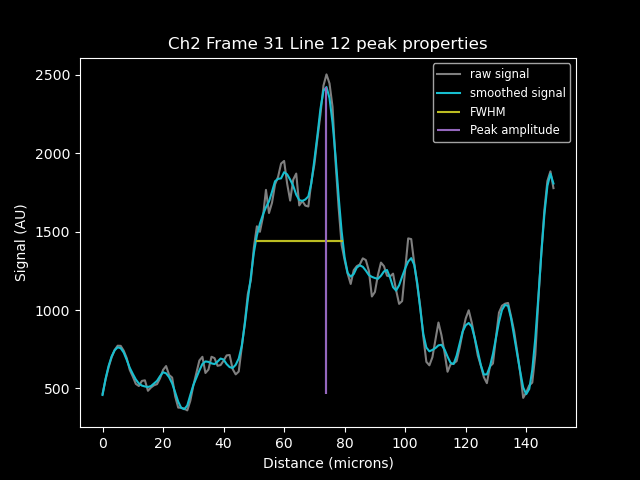 Ch2 Frame 31 Line 12 peak properties
raw signal
smoothed signal
FWHM
Peak amplitude
2500
2000
1500
1000
500
Signal (AU)
0 20 40 60 80 100 120 140
Distance (microns)